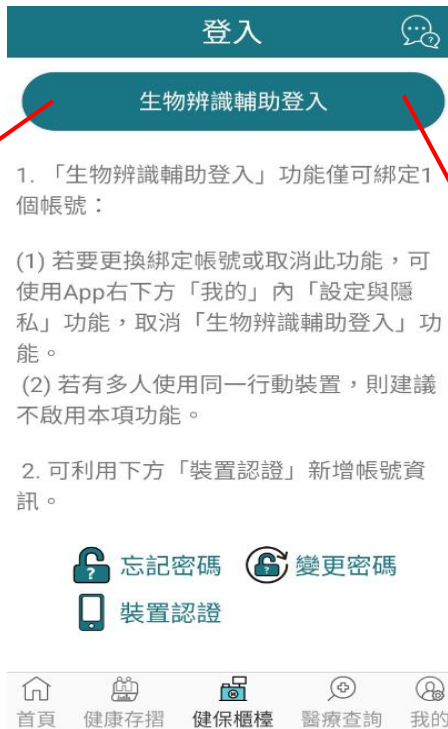 登入
生物辨識輔助登入
1. 「生物辨識輔助登入」功能僅可綁定1
個帳號：
(1) 若要更換綁定帳號或取消此功能，可
使用App右下方「我的」內「設定與隱
私」功能，取消「生物辨識輔助登入」功
能。
(2) 若有多人使用同一行動裝置，則建議
不啟用本項功能。
2. 可利用下方「裝置認證」新增帳號資
訊。
忘記密碼 變更密碼
裝置認證
首頁 健康存摺 健保櫃檯 醫療查詢 我的